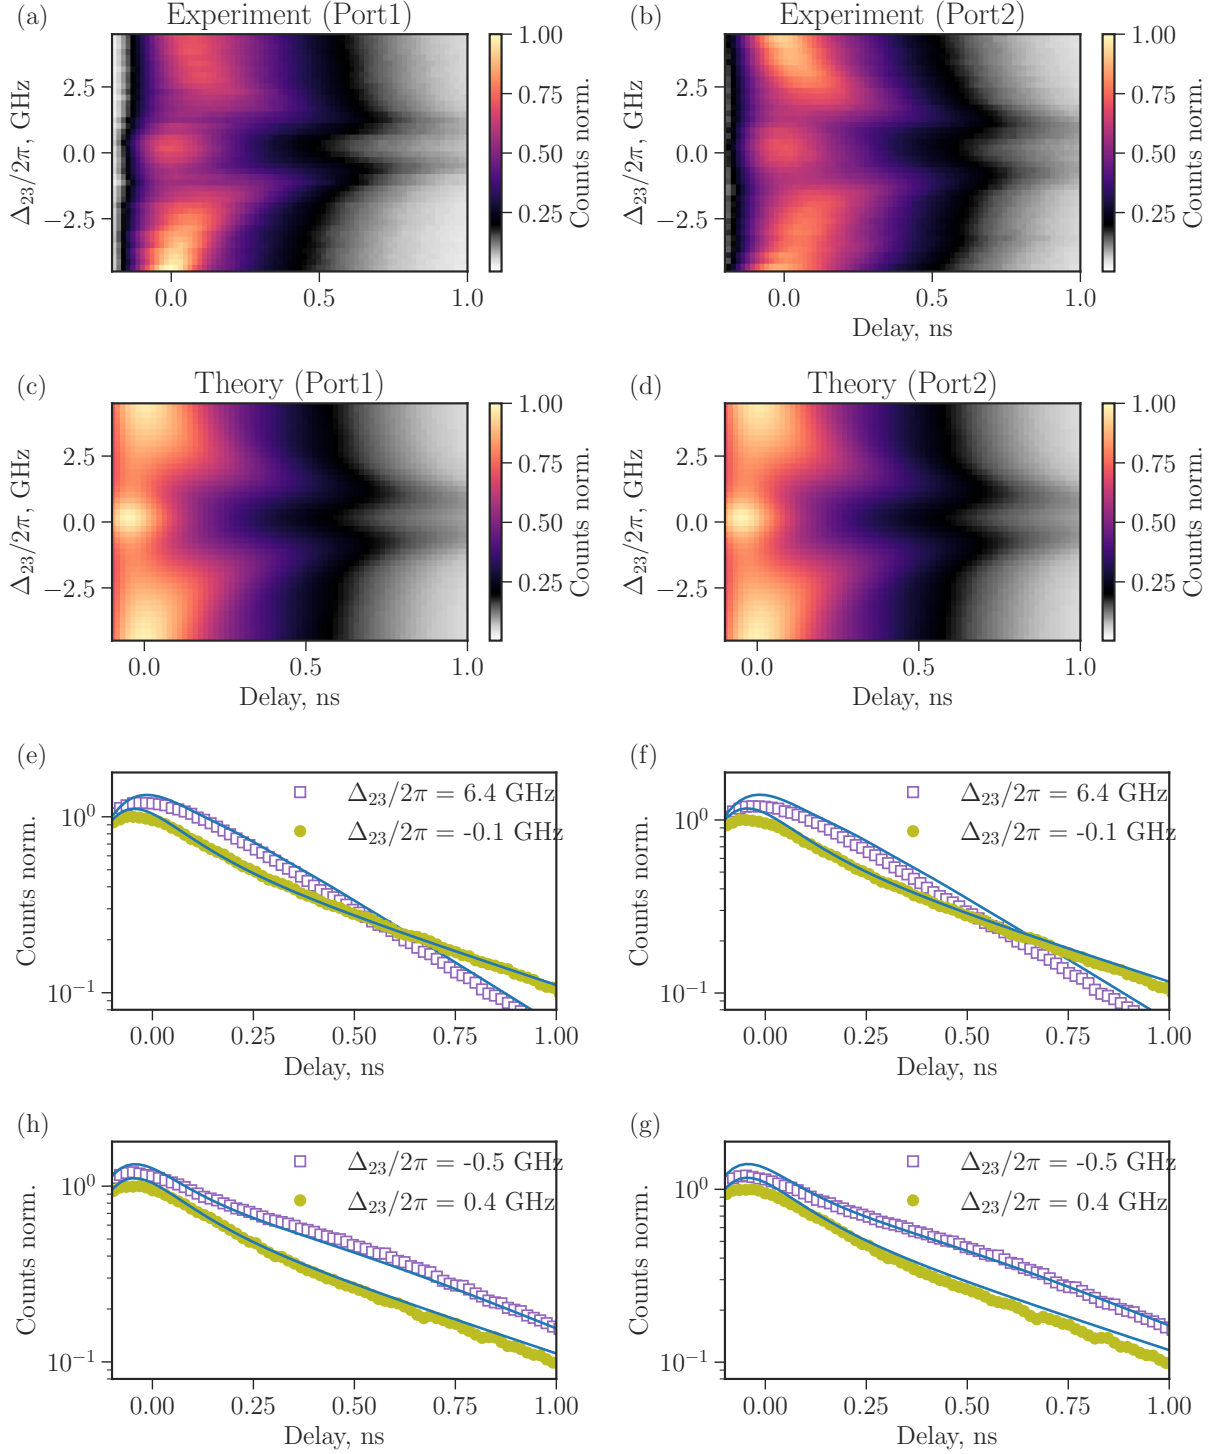 (a)
Experiment (Port1)
Δ23/2π, GHz
2.5
0.0
−2.5
0.0
0.5
1.0
1.00
0.75
0.50
0.25
Counts norm.
(b)
Experiment (Port2)
Δ23/2π, GHz
2.5
0.0
−2.5
0.0
0.5
1.0
Delay, ns
1.00
0.75
0.50
0.25
Counts norm.
(c)
Theory (Port1)
Δ23/2π, GHz
2.5
0.0
−2.5
0.0
0.5
1.0
Delay, ns
1.00
0.75
0.50
0.25
Counts norm.
(d)
Theory (Port2)
Δ23/2π, GHz
2.5
0.0
−2.5
0.0
0.5
1.0
Delay, ns
1.00
0.75
0.50
0.25
Counts norm.
(e)
Counts norm.
10⁰
10⁻¹
Δ23/2π = 6.4 GHz
Δ23/2π = -0.1 GHz
0.00
0.25
0.50
0.75
1.00
Delay, ns
(f)
Counts norm.
10⁰
10⁻¹
Δ23/2π = 6.4 GHz
Δ23/2π = -0.1 GHz
0.00
0.25
0.50
0.75
1.00
Delay, ns
(h)
Counts norm.
10⁰
10⁻¹
Δ23/2π = -0.5 GHz
Δ23/2π = 0.4 GHz
0.00
0.25
0.50
0.75
1.00
Delay, ns
(g)
Counts norm.
10⁰
10⁻¹
Δ23/2π = -0.5 GHz
Δ23/2π = 0.4 GHz
0.00
0.25
0.50
0.75
1.00
Delay, ns